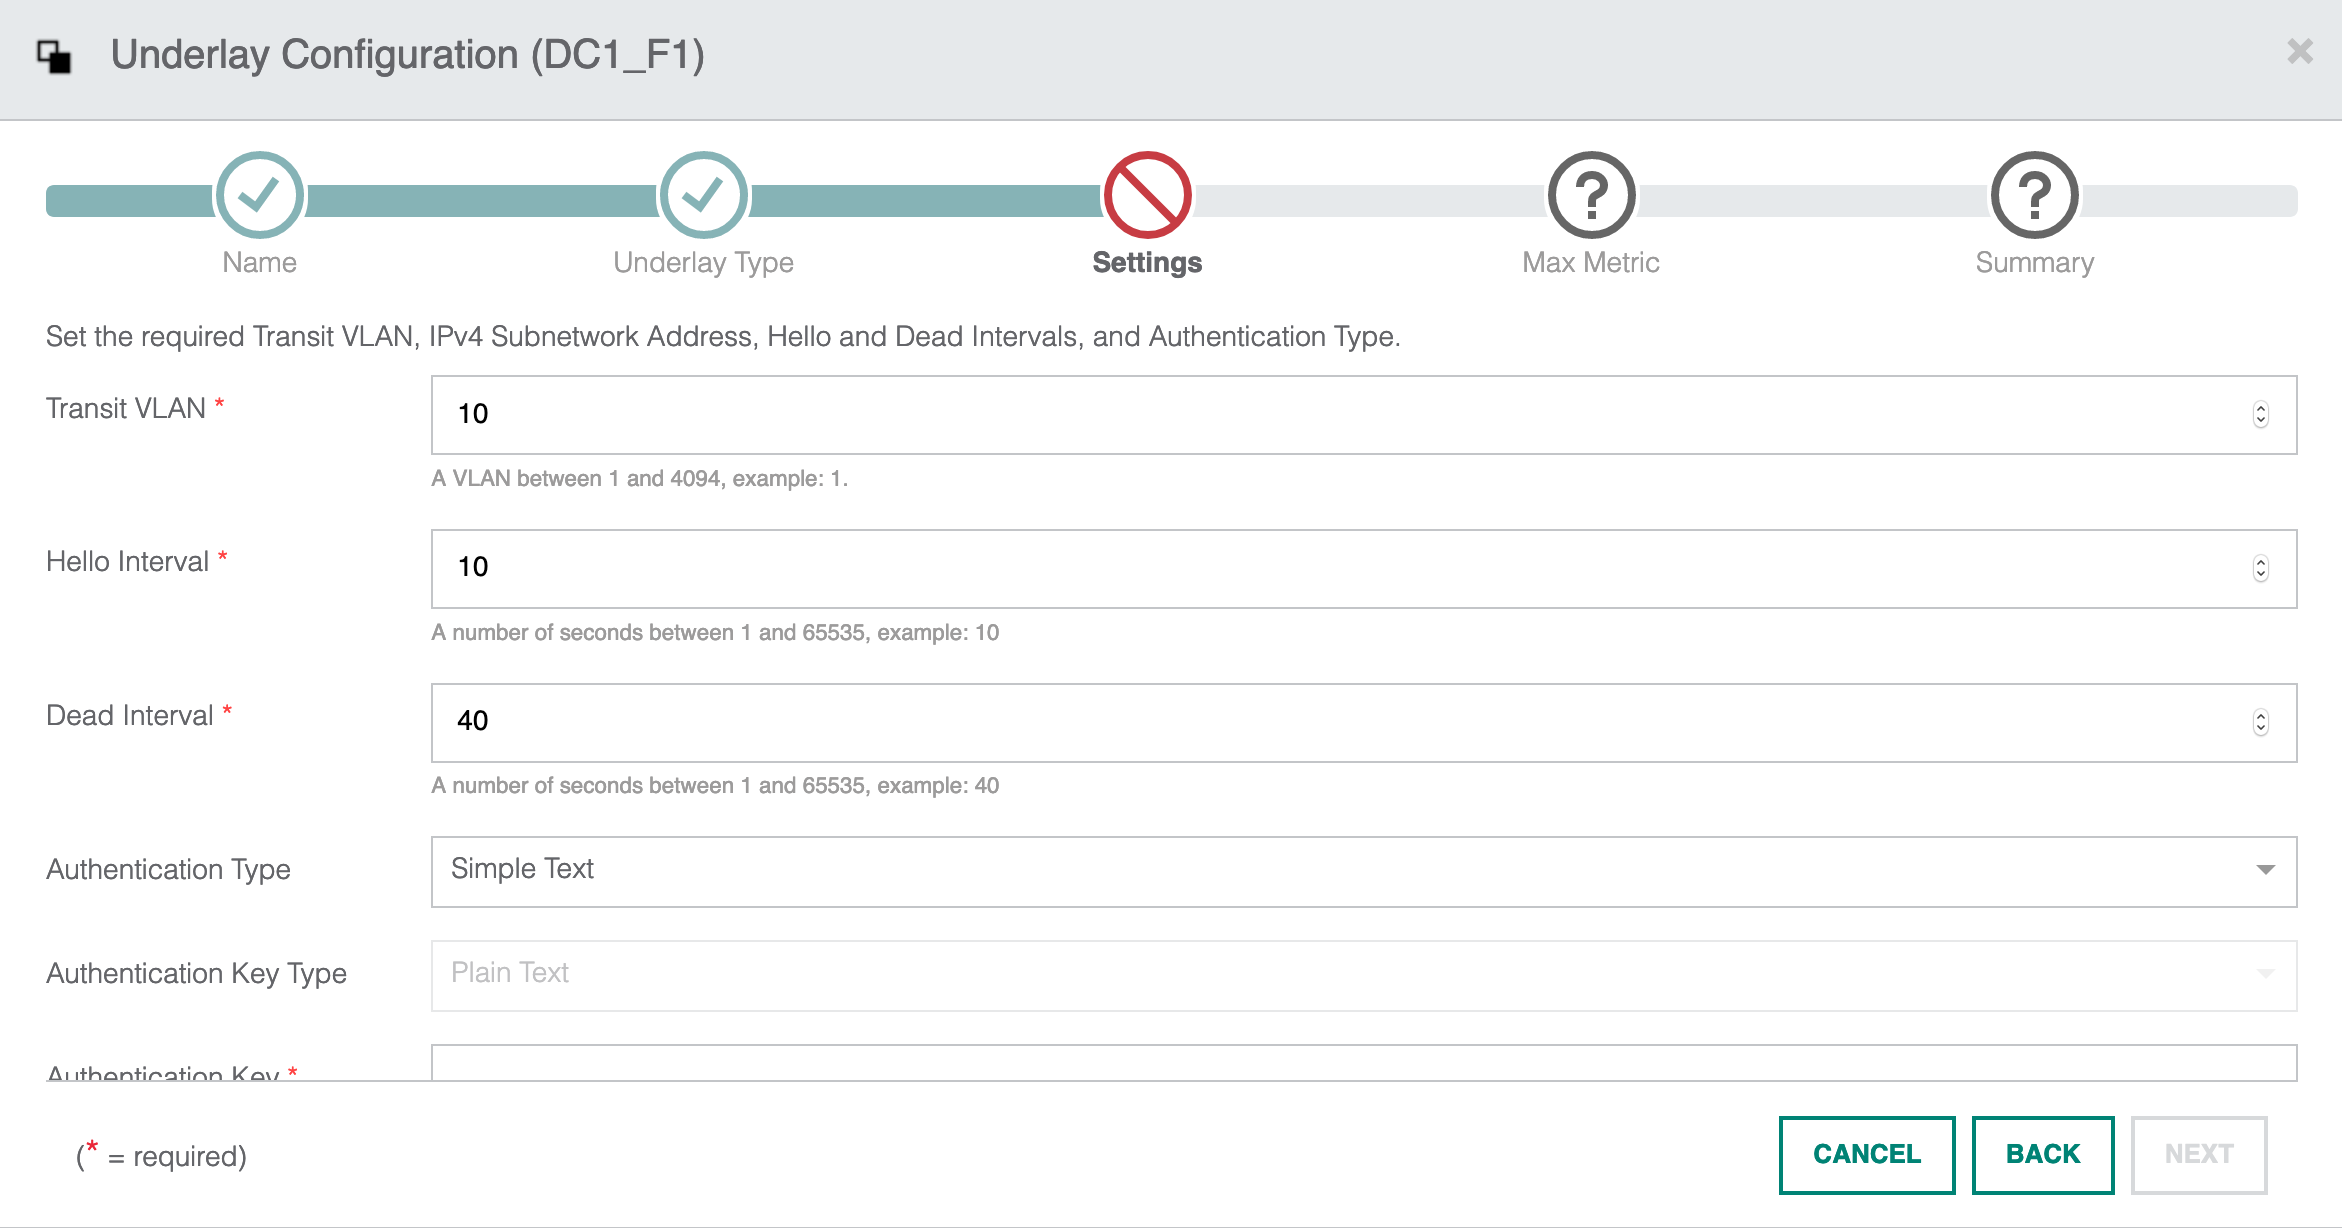 Underlay Configuration (DC1_F1)
Name
Underlay Type
Settings
Max Metric
Summary
Set the required Transit VLAN, IPv4 Subnetwork Address, Hello and Dead Intervals, and Authentication Type.
Transit VLAN *
10
A VLAN between 1 and 4094, example: 1.
Hello Interval *
10
A number of seconds between 1 and 65535, example: 10
Dead Interval *
40
A number of seconds between 1 and 65535, example: 40
Authentication Type
Simple Text
Authentication Key Type
Plain Text
Authentication Key *
(* = required)
CANCEL
BACK
NEXT